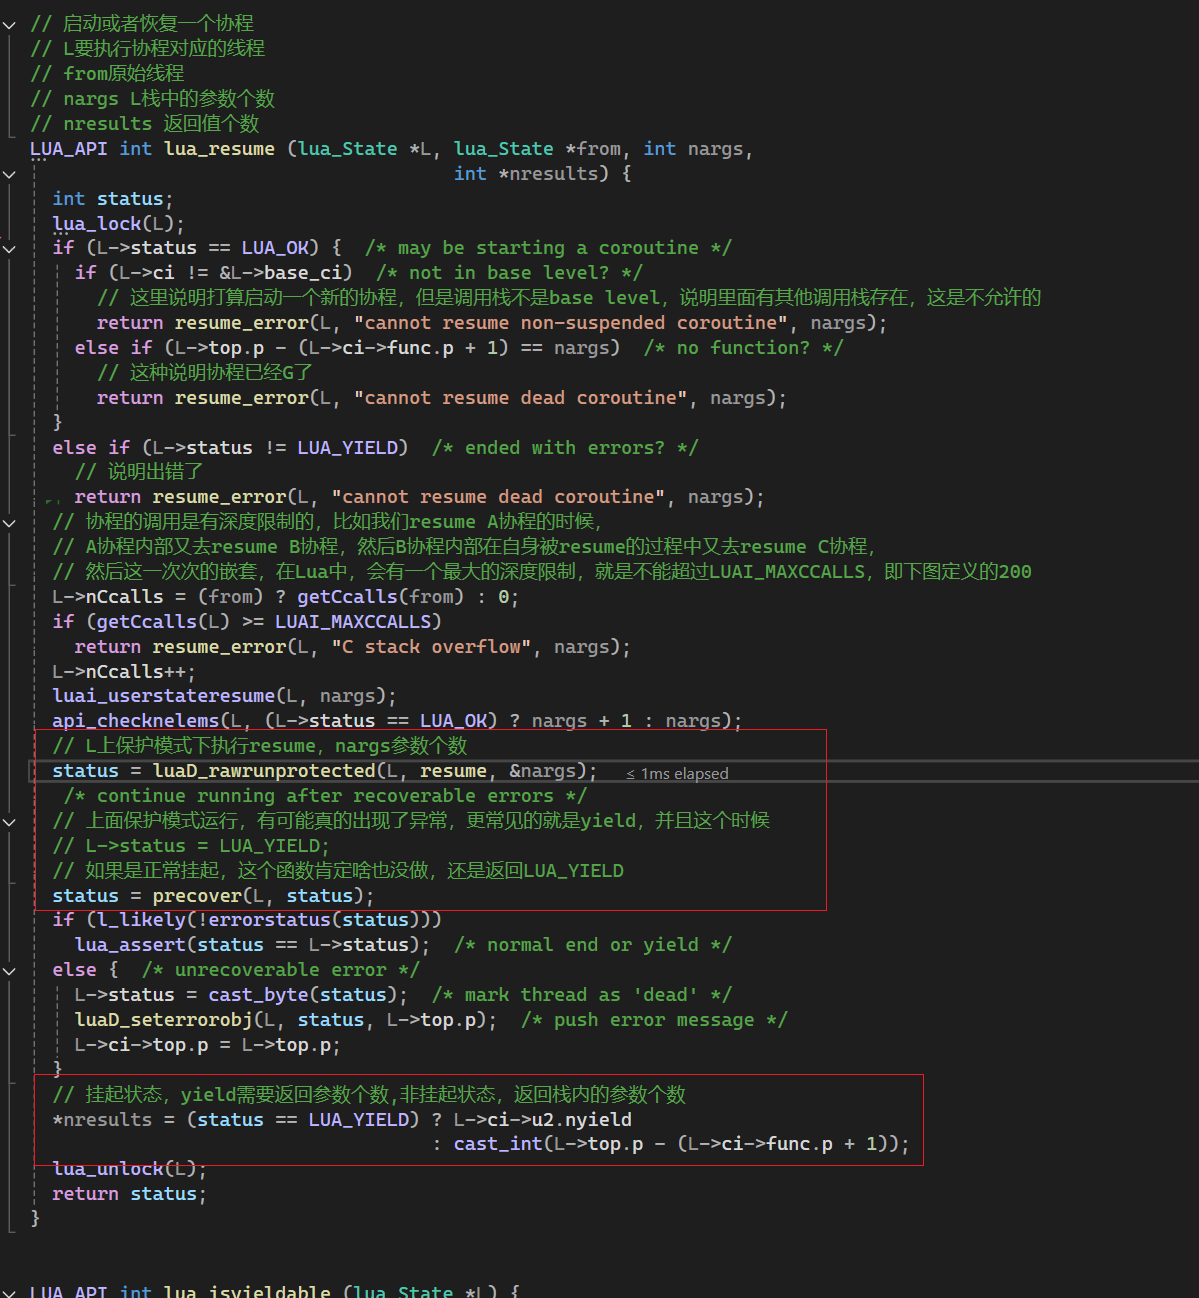 // 启动或者恢复一个协程
// L要执行协程对应的线程
// from原始线程
// nargs L栈中的参数个数
// nresults 返回值个数
LUA_API int lua_resume (lua_State *L, lua_State *from, int nargs,
int *nresults) {
int status;
lua_lock(L);
if (L->status == LUA_OK) {  /* may be starting a coroutine */
if (L->ci != &L->base_ci)  /* not in base level? */
// 这里说明打算启动一个新的协程，但是调用栈不是base level，说明里面有其他调用栈存在，这是不允许的
return resume_error(L, "cannot resume non-suspended coroutine", nargs);
else if (L->top.p - (L->ci->func.p + 1) == nargs)  /* no function? */
// 这种说明协程已经G了
return resume_error(L, "cannot resume dead coroutine", nargs);
}
else if (L->status != LUA_YIELD)  /* ended with errors? */
// 说明出错了
return resume_error(L, "cannot resume dead coroutine", nargs);
// 协程的调用是有深度限制的，比如我们resume A协程的时候，
// A协程内部又去resume B协程，然后B协程内部在自身被resume的过程中又去resume C协程，
// 然后这一次次的嵌套，在Lua中，会有一个最大的深度限制，就是不能超过LUAI_MAXCCALLS，即下图定义的200
L->nCcalls = (from) ? getCcalls(from) : 0;
if (getCcalls(L) >= LUAI_MAXCCALLS)
return resume_error(L, "C stack overflow", nargs);
L->nCcalls++;
luai_userstateresume(L, nargs);
api_checknelems(L, (L->status == LUA_OK) ? nargs + 1 : nargs);
// L上保护模式下执行resume，nargs参数个数
status = luaD_rawrunprotected(L, resume, &nargs);  ≤ 1ms elapsed
/* continue running after recoverable errors */
// 上面保护模式运行，有可能真的出现了异常，更常见的就是yield，并且这个时候
// L->status = LUA_YIELD;
// 如果是正常挂起，这个函数肯定啥也没做，还是返回LUA_YIELD
status = precover(L, status);
if (l_likely(!errorstatus(status)))
lua_assert(status == L->status);  /* normal end or yield */
else {  /* unrecoverable error */
L->status = cast_byte(status);  /* mark thread as 'dead' */
luaD_seterrorobj(L, status, L->top.p);  /* push error message */
L->ci->top.p = L->top.p;
}
// 挂起状态，yield需要返回参数个数,非挂起状态，返回栈内的参数个数
*nresults = (status == LUA_YIELD) ? L->ci->u2.nyield
: cast_int(L->top.p - (L->ci->func.p + 1));
lua_unlock(L);
return status;
}
LUA_API int lua_isyieldable (lua_State *L) {